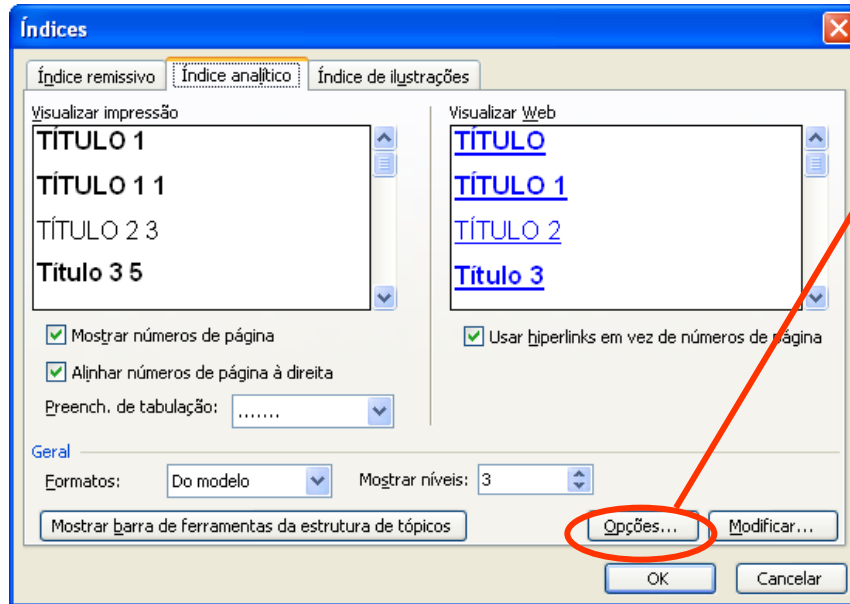 Índices
Índice remissivo Índice analítico Índice de ilustrações
Visualizar impressão
TÍTULO 1
TÍTULO 1 1
TÍTULO 2 3
Título 3 5
Visualizar Web
TÍTULO
TÍTULO 1
TÍTULO 2
Título 3
Mostrar números de página
Alinhar números de página à direita
Preench. de tabulação: .......
Usar hiperlinks em vez de números de página
Geral
Formatos: Do modelo Mostrar níveis: 3
Mostrar barra de ferramentas da estrutura de tópicos Opções... Modificar...
OK Cancelar